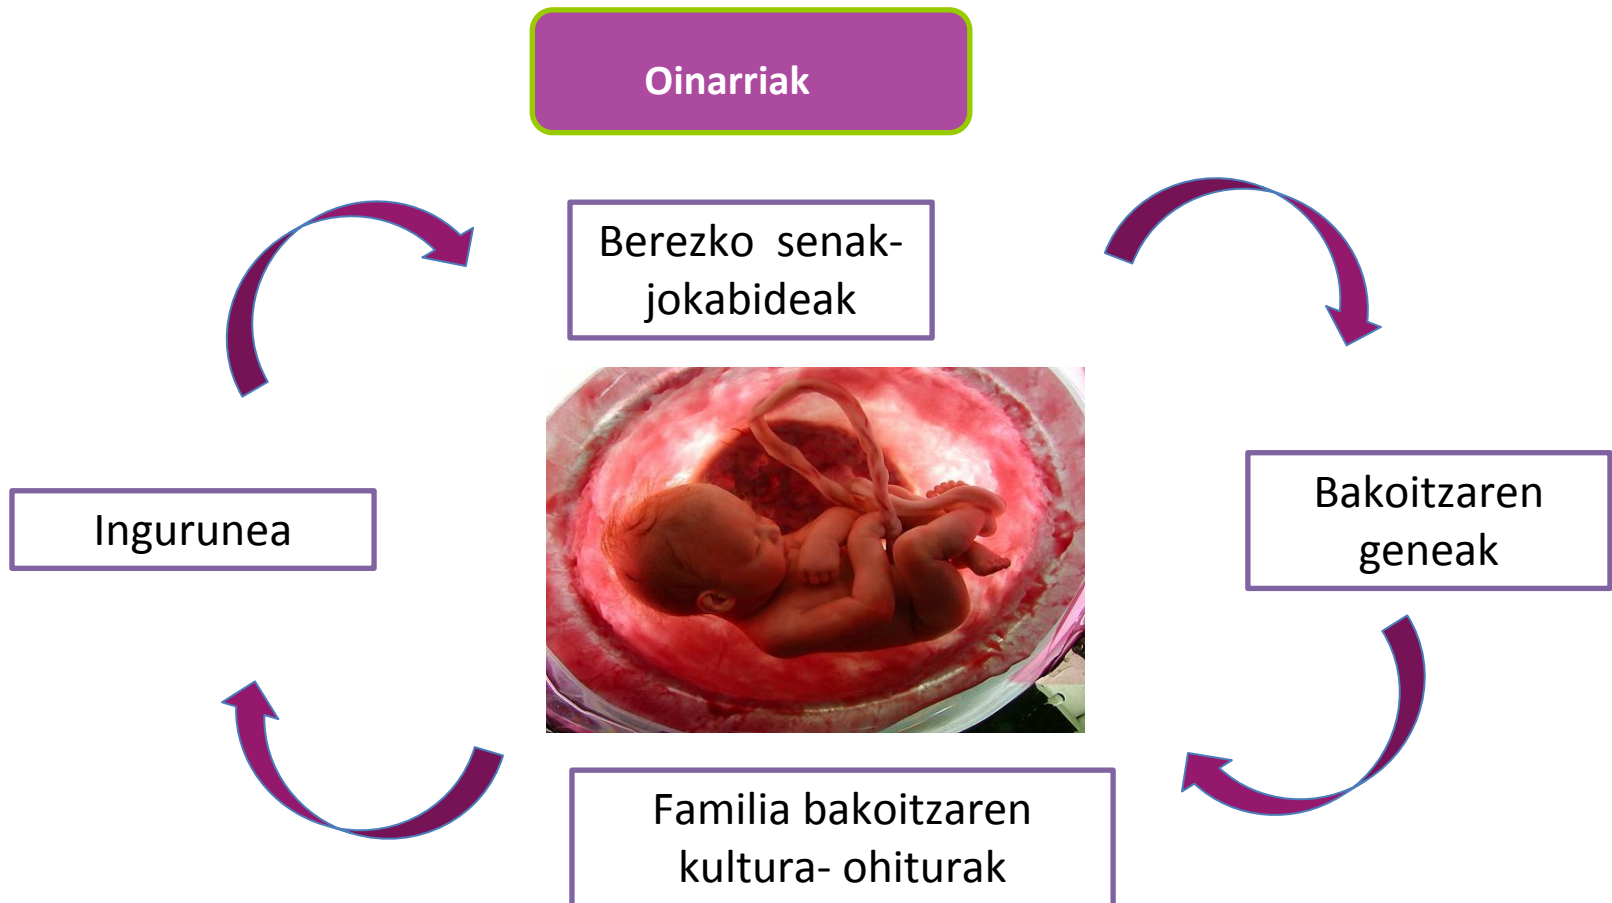 Oinarriak
Berezko senak-
jokabideak
Bakoitzaren
geneak
Ingurunea
Familia bakoitzaren
kultura- ohiturak